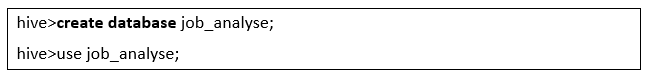 hive>create database job_analyse;
hive>use job_analyse;